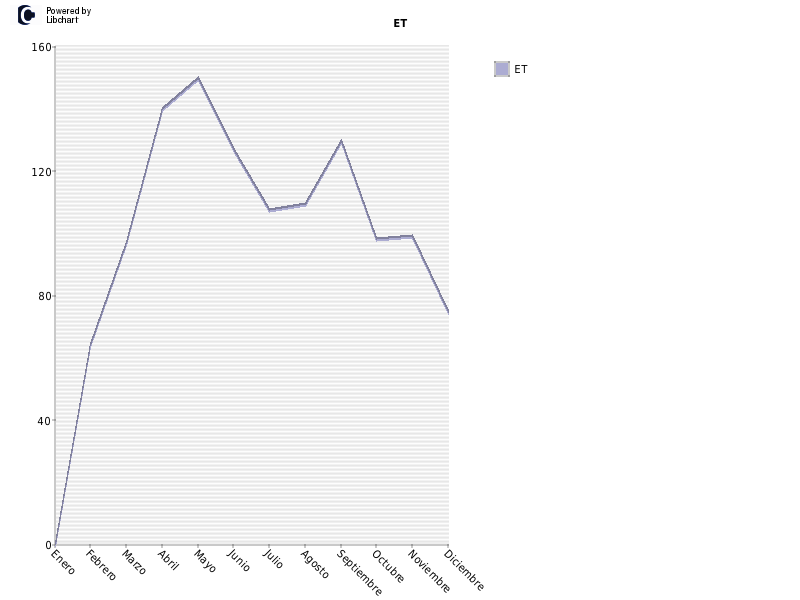 Powered by
Libchart
ET
ET
160
120
80
40
0
Enero
Febrero
Marzo
Abril
Mayo
Junio
Julio
Agosto
Septiembre
Octubre
Noviembre
Diciembre